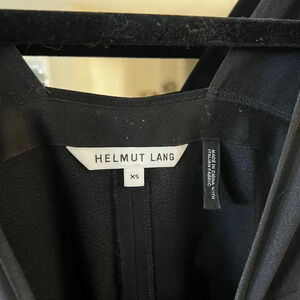 HELMUT LANG
XS
MADE IN CHINA WITH
ITALIAN FABRIC